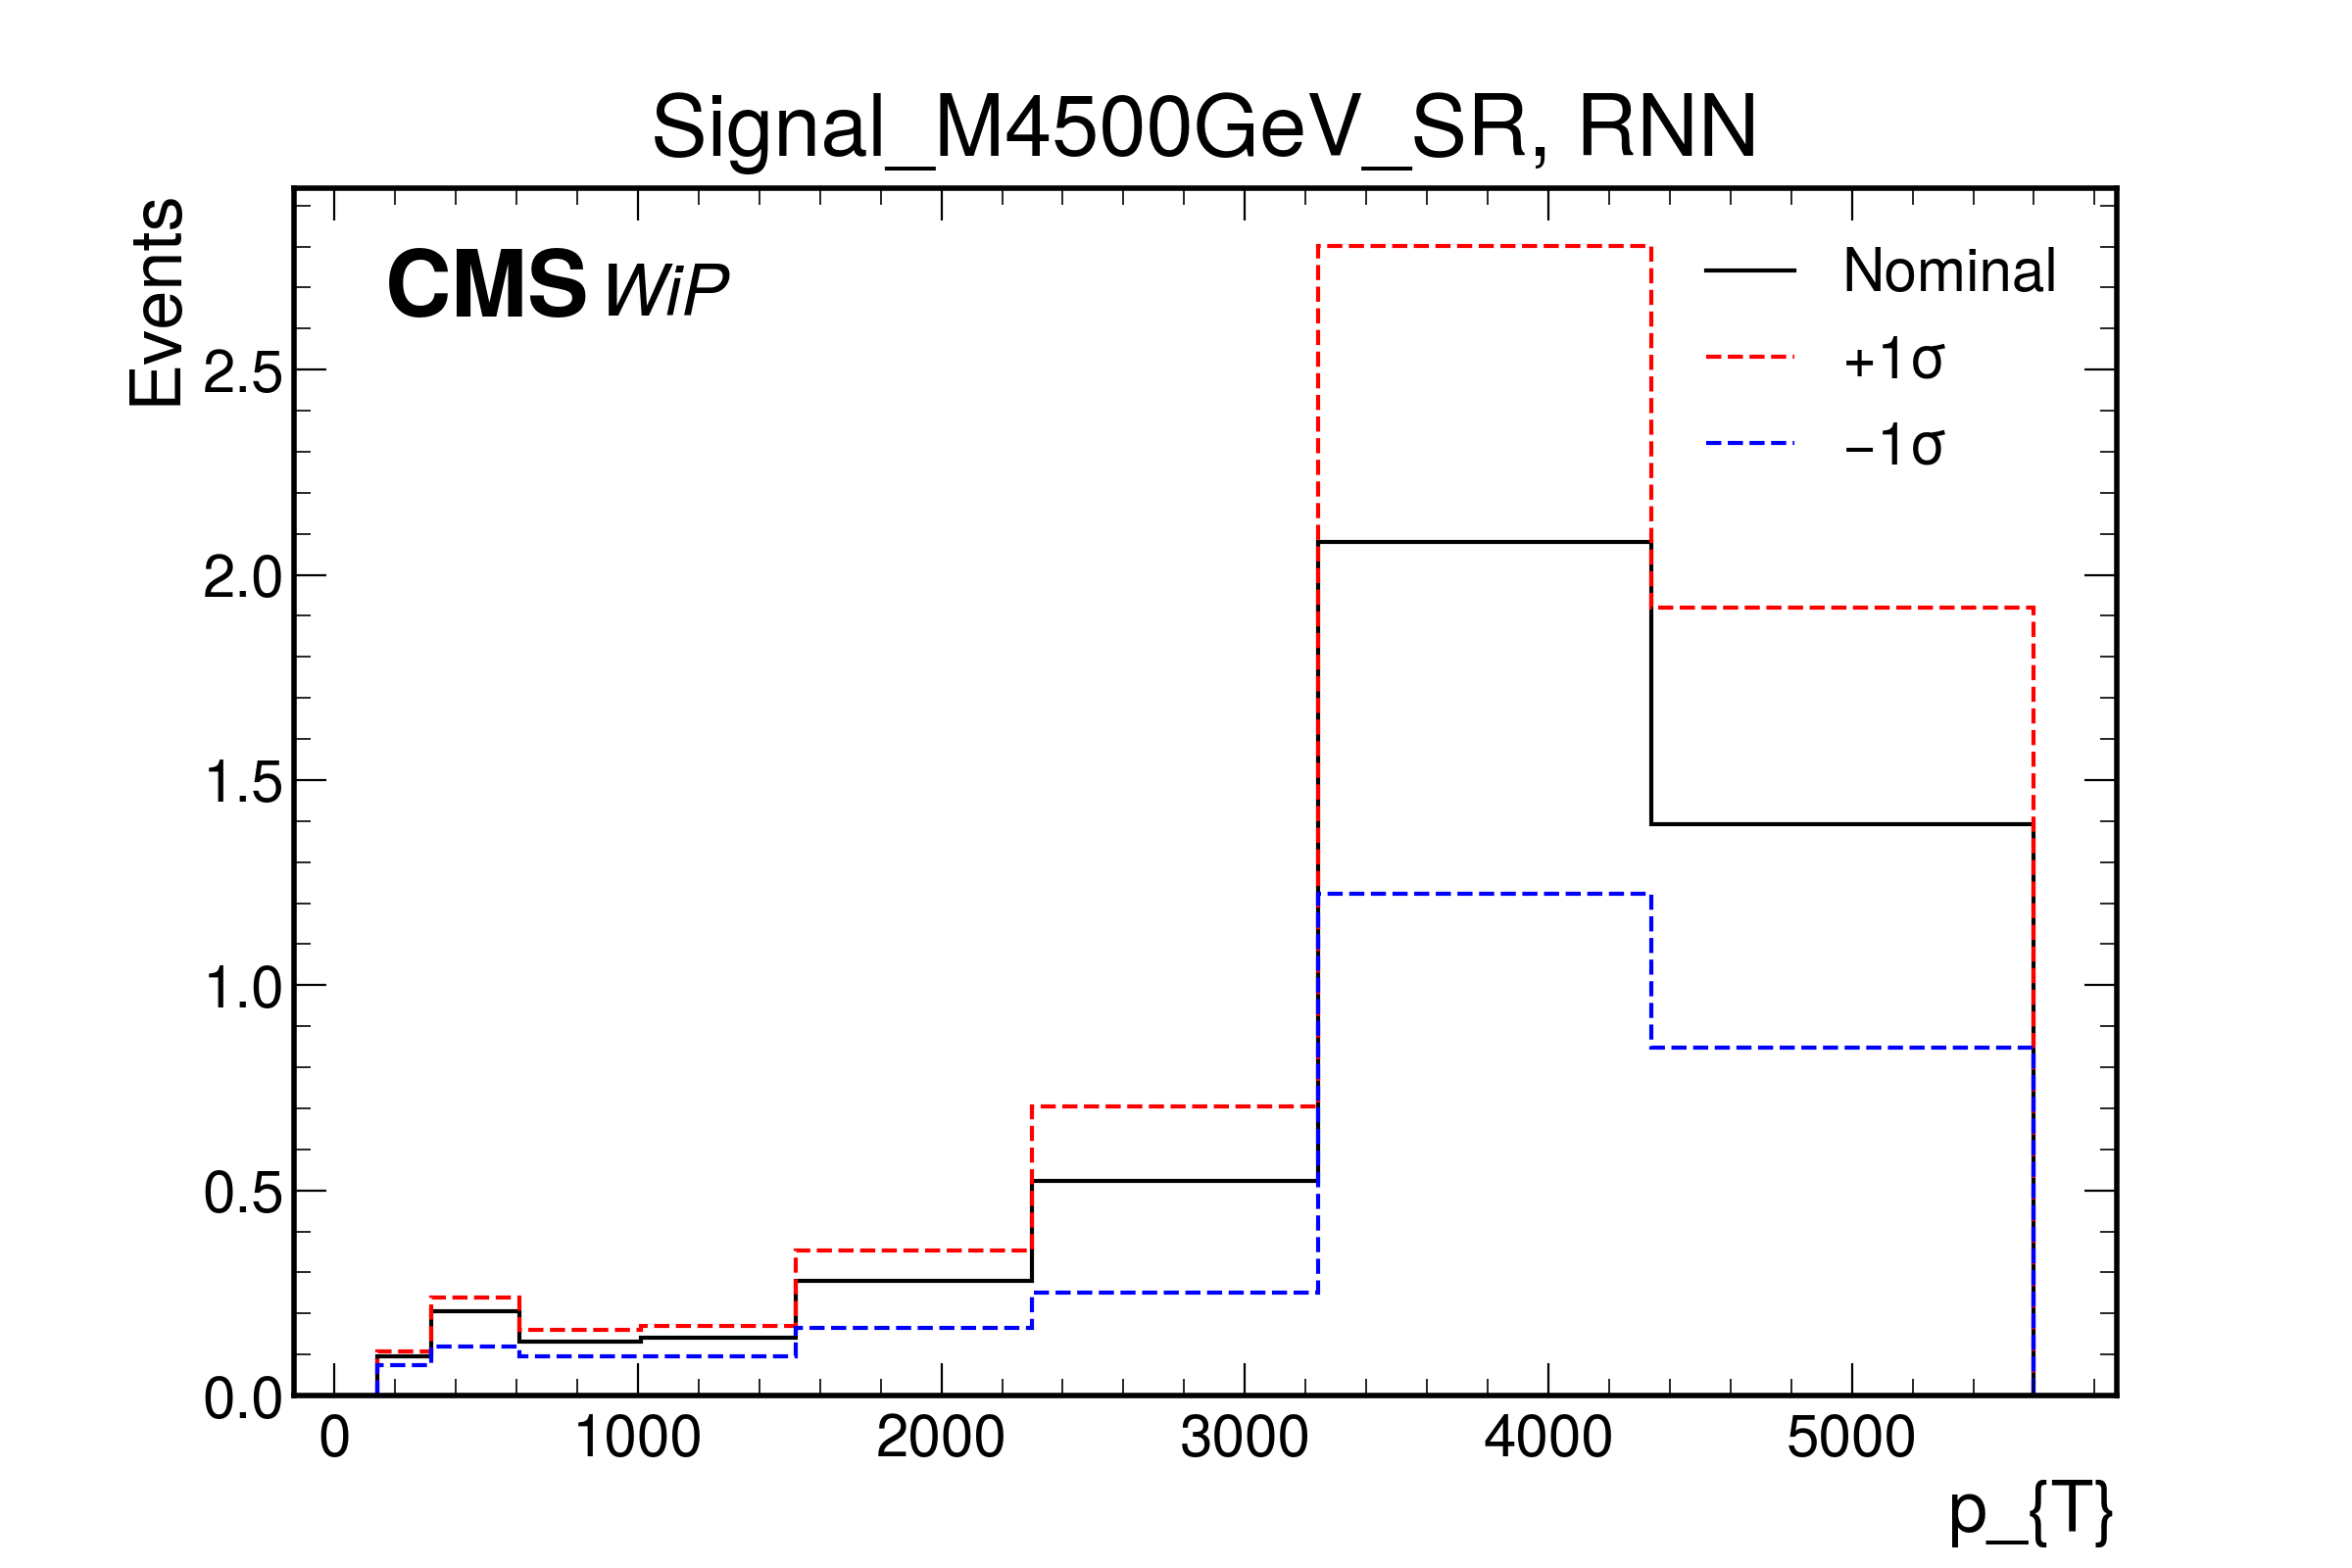 Signal_M4500GeV_SR, RNN
Events
CMS WiP
Nominal
+1σ
−1σ
2.5
2.0
1.5
1.0
0.5
0.0
0 1000 2000 3000 4000 5000
p_{T}